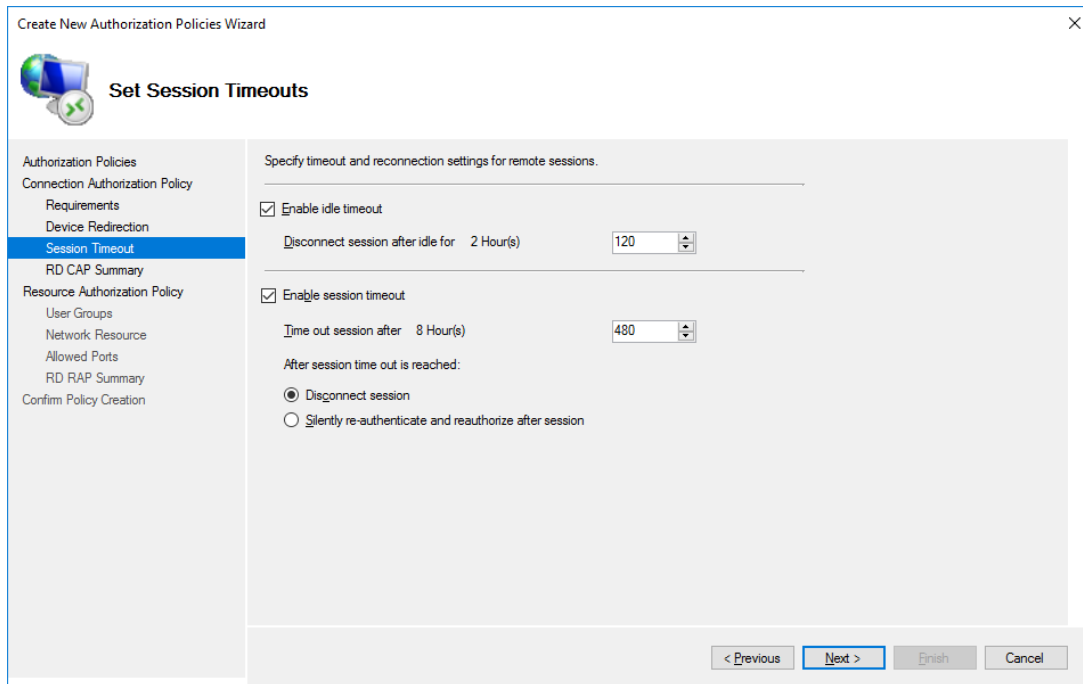 Create New Authorization Policies Wizard
Set Session Timeouts
Authorization Policies
Connection Authorization Policy
Requirements
Device Redirection
Session Timeout
RD CAP Summary
Resource Authorization Policy
User Groups
Network Resource
Allowed Ports
RD RAP Summary
Confirm Policy Creation
Specify timeout and reconnection settings for remote sessions.
Enable idle timeout
Disconnect session after idle for 2 Hour(s) 120
Enable session timeout
Time out session after 8 Hour(s) 480
After session time out is reached:
Disconnect session
Silently re-authenticate and reauthorize after session
< Previous Next > Finish Cancel